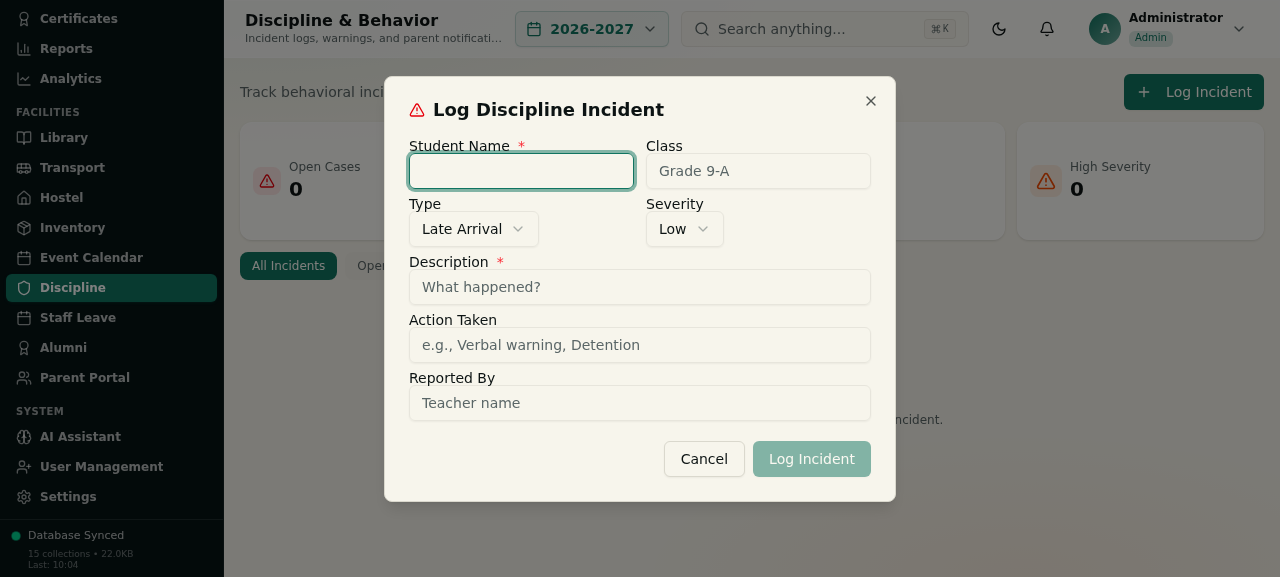 Certificates
Reports
Analytics
FACILITIES
Library
Transport
Hostel
Inventory
Event Calendar
Discipline
Staff Leave
Alumni
Parent Portal
SYSTEM
AI Assistant
User Management
Settings
Database Synced
15 collections • 22.0KB
Last: 10:04
Discipline & Behavior
Incident logs, warnings, and parent notificati...
2026-2027
Search anything...
⌘K
A
Administrator
Admin
Track behavioral inci
Log Incident
Open Cases
0
High Severity
0
All Incidents
Open
ncident.
Log Discipline Incident
Student Name *
Class
Grade 9-A
Type
Severity
Late Arrival
Low
Description *
What happened?
Action Taken
e.g., Verbal warning, Detention
Reported By
Teacher name
Cancel
Log Incident